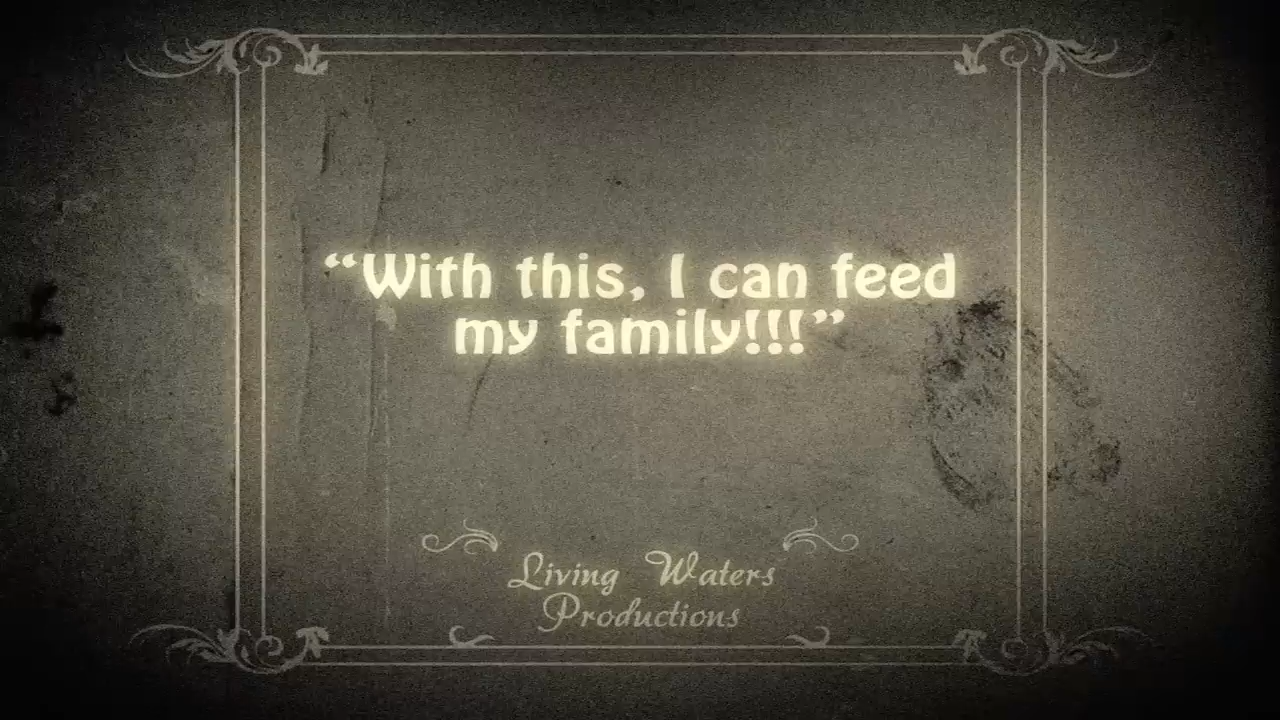 “With this, I can feed
my family!!!”
Living Waters
Productions